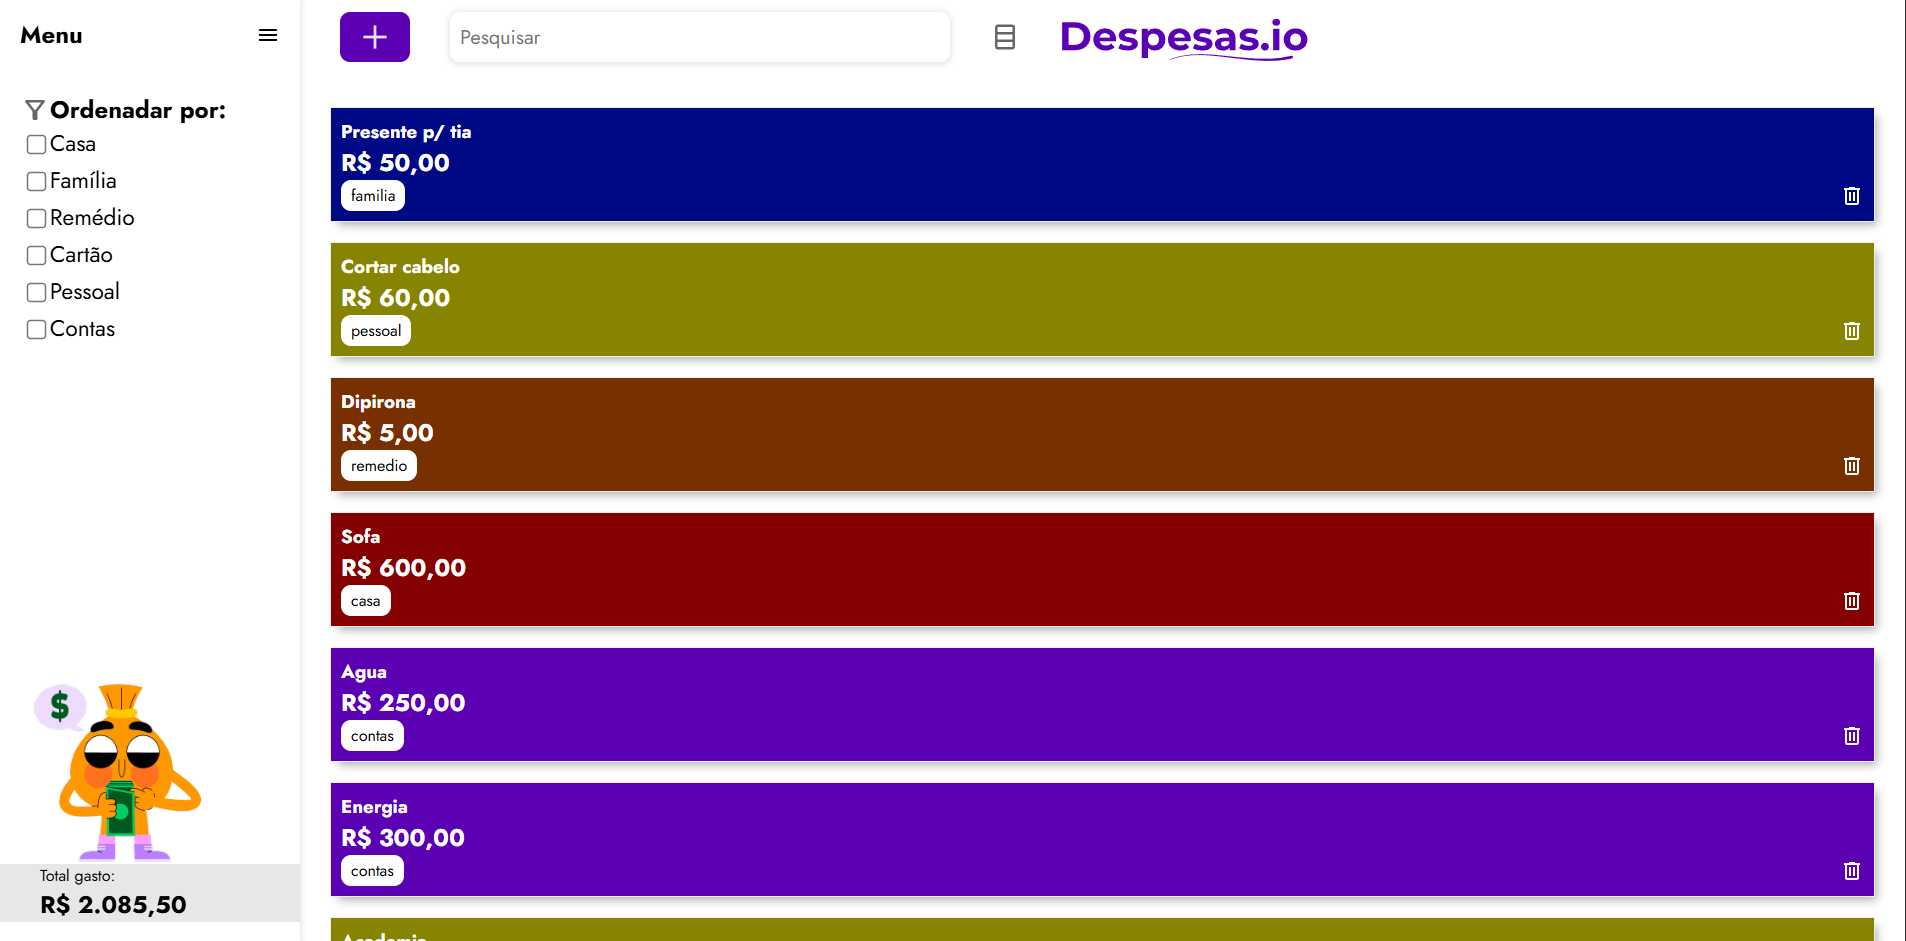 Menu
Ordenadar por:
Casa
Família
Remédio
Cartão
Pessoal
Contas
$
Total gasto:
R$ 2.085,50
Pesquisar
Despesas.io
Presente p/ tia
R$ 50,00
familia
Cortar cabelo
R$ 60,00
pessoal
Dipirona
R$ 5,00
remedio
Sofa
R$ 600,00
casa
Agua
R$ 250,00
contas
Energia
R$ 300,00
contas
Academia